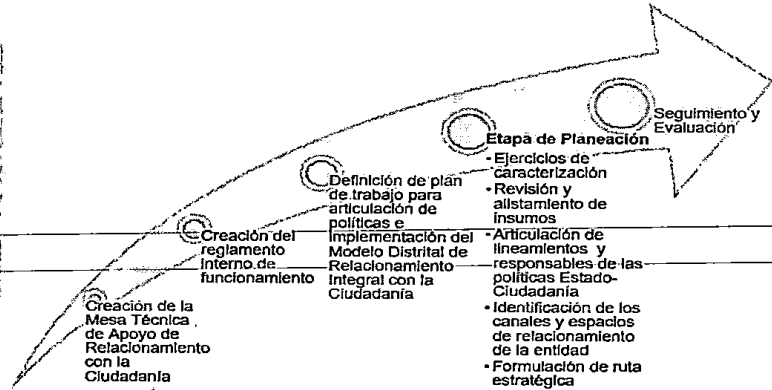 Creación de la
Mesa Técnica
de Apoyo de
Relacionamiento
con la
Ciudadanía
Creación del
reglamento
interno de
funcionamiento
Definición de plan
de trabajo para
articulación de
políticas e
Implementación del
Modelo Distrital de
Relacionamiento
Integral con la
Ciudadanía
Etapa de Planeación
• Ejercicios de
caracterización
• Revisión y
alistamiento de
insumos
• Articulación de
lineamientos y
responsables de las
políticas Estado-
Ciudadanía
• Identificación de los
canales y espacios
de relacionamiento
de la entidad
• Formulación de ruta
estratégica
Seguimiento y
Evaluación